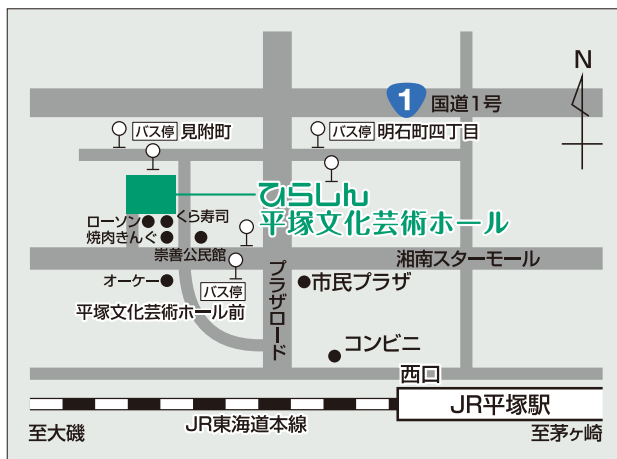 N
1
国道1号
バス停 見附町
バス停 明石町四丁目
ひらしん
平塚文化芸術ホール
ローソン
くら寿司
焼肉きんぐ
崇善公民館
湘南スターモール
オーケー
バス停
平塚文化芸術ホール前
プラザロード
市民プラザ
コンビニ
西口
JR平塚駅
JR東海道本線
至大磯
至茅ヶ崎